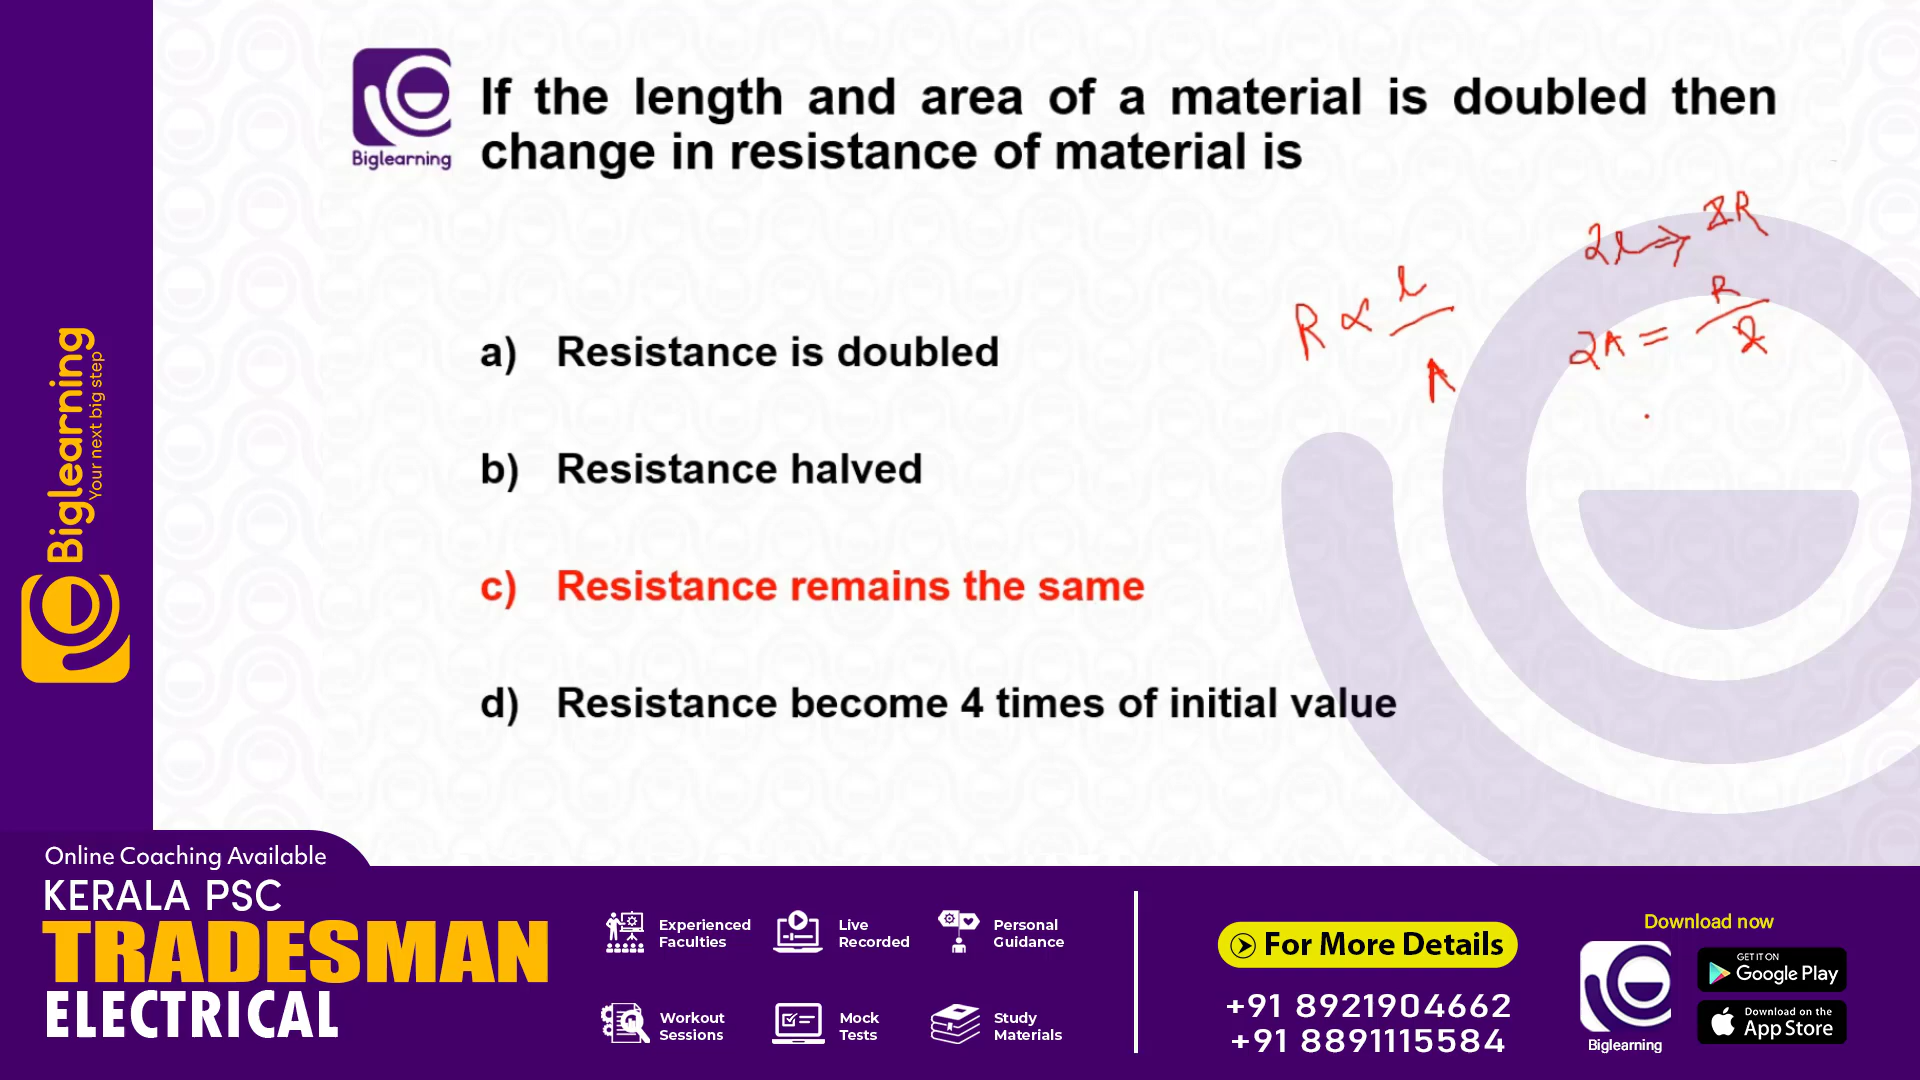 Biglearning
If the length and area of a material is doubled then
change in resistance of material is
2l ⇒ 2R
R ∝ l / A
2A = R / 2
a) Resistance is doubled
b) Resistance halved
c) Resistance remains the same
d) Resistance become 4 times of initial value
Biglearning
Your next big step
Online Coaching Available
KERALA PSC
TRADESMAN
ELECTRICAL
Experienced
Faculties
Live
Recorded
Personal
Guidance
Workout
Sessions
Mock
Tests
Study
Materials
For More Details
+91 8921904662
+91 8891115584
Download now
Biglearning
GET IT ON
Google Play
Download on the
App Store